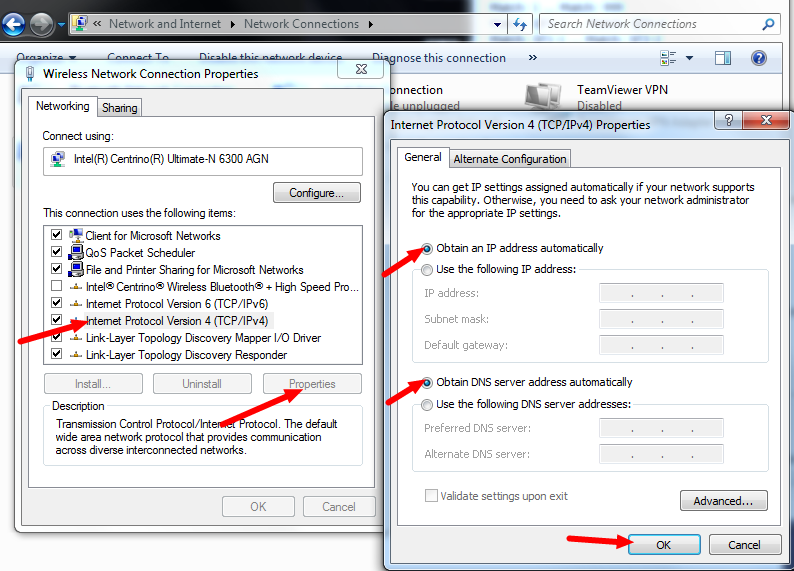 « Network and Internet Network Connections
Search Network Connections
Organize Connect To Disable this network device Diagnose this connection »
Connection
unplugged
TeamViewer VPN
Disabled
Wireless Network Connection Properties
Networking
Sharing
Connect using:
Intel(R) Centrino(R) Ultimate-N 6300 AGN
Configure...
This connection uses the following items:
Client for Microsoft Networks
QoS Packet Scheduler
File and Printer Sharing for Microsoft Networks
Intel® Centrino® Wireless Bluetooth® + High Speed Pro...
Internet Protocol Version 6 (TCP/IPv6)
Internet Protocol Version 4 (TCP/IPv4)
Link-Layer Topology Discovery Mapper I/O Driver
Link-Layer Topology Discovery Responder
Install...
Uninstall
Properties
Description
Transmission Control Protocol/Internet Protocol. The default
wide area network protocol that provides communication
across diverse interconnected networks.
OK
Cancel
Internet Protocol Version 4 (TCP/IPv4) Properties
General
Alternate Configuration
You can get IP settings assigned automatically if your network supports
this capability. Otherwise, you need to ask your network administrator
for the appropriate IP settings.
Obtain an IP address automatically
Use the following IP address:
IP address:
Subnet mask:
Default gateway:
Obtain DNS server address automatically
Use the following DNS server addresses:
Preferred DNS server:
Alternate DNS server:
Validate settings upon exit
Advanced...
OK
Cancel